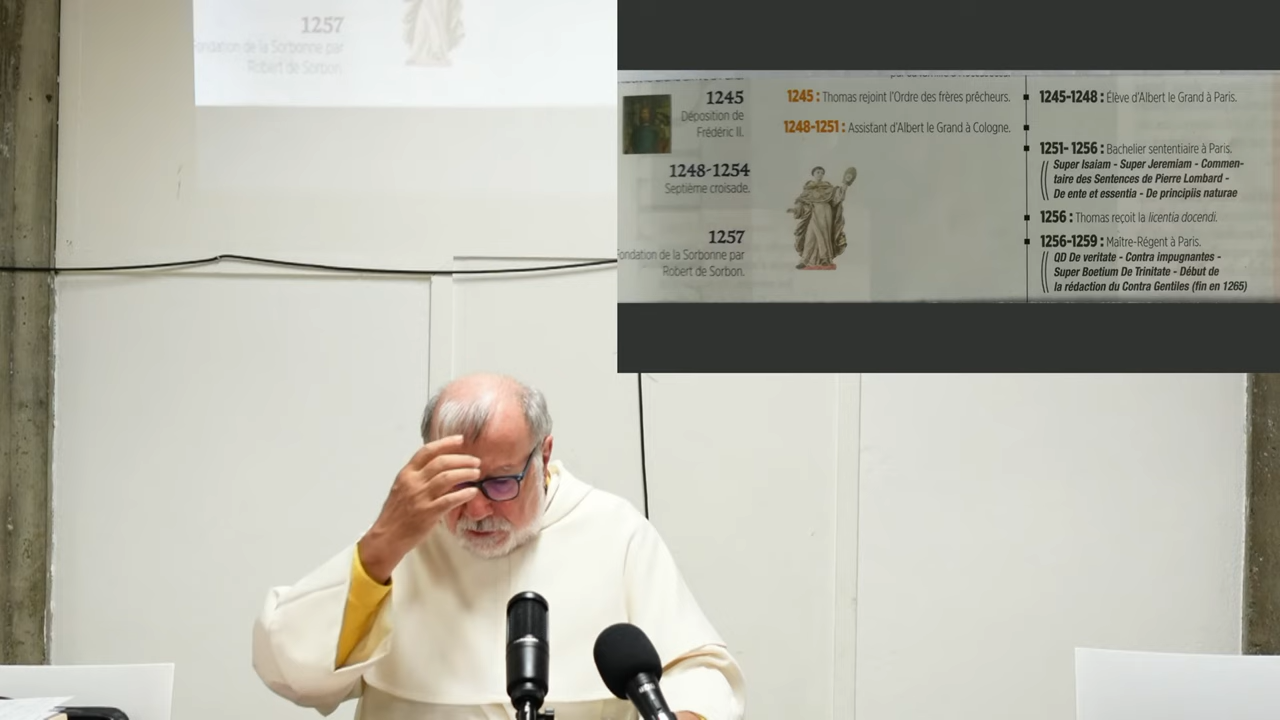 1257
Fondation de la Sorbonne par
Robert de Sorbon.
1245
Déposition de
Frédéric II.
1248-1254
Septième croisade.
1257
Fondation de la Sorbonne par
Robert de Sorbon.
1245 : Thomas rejoint l'Ordre des frères prêcheurs.
1248-1251 : Assistant d'Albert le Grand à Cologne.
1245-1248 : Élève d'Albert le Grand à Paris.
1251- 1256 : Bachelier sententiaire à Paris.
Super Isaiam - Super Jeremiam - Commen-
taire des Sentences de Pierre Lombard -
De ente et essentia - De principiis naturae
1256 : Thomas reçoit la licentia docendi.
1256-1259 : Maître-Régent à Paris.
QD De veritate - Contra impugnantes -
Super Boetium De Trinitate - Début de
la rédaction du Contra Gentiles (fin en 1265)